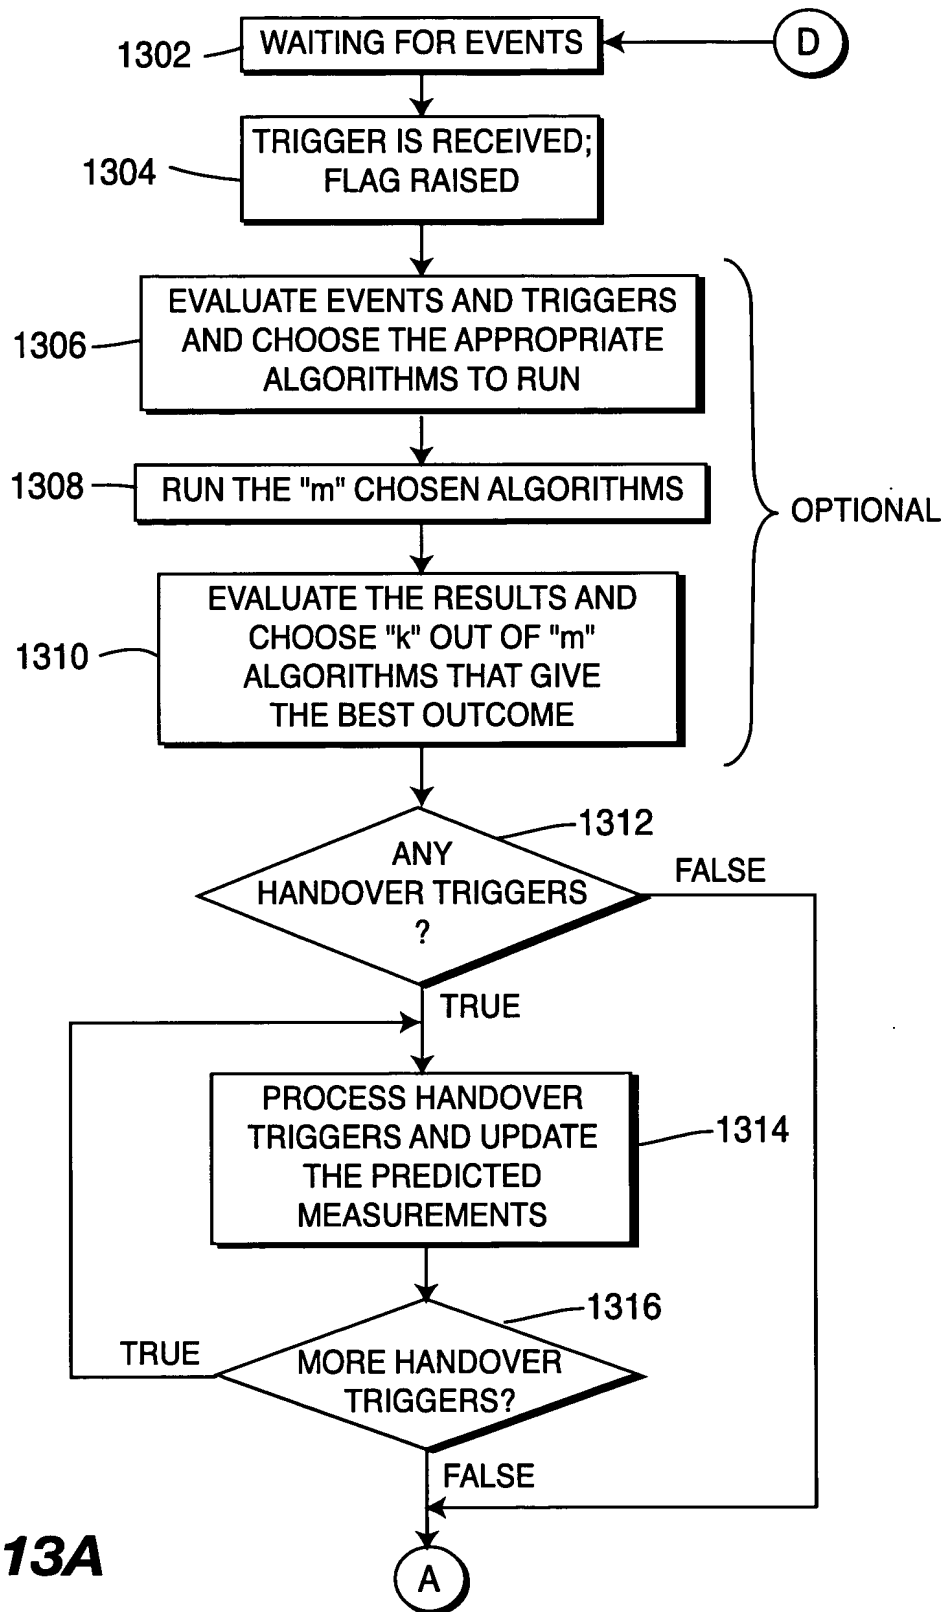 1302
WAITING FOR EVENTS
D
1304
TRIGGER IS RECEIVED;
FLAG RAISED
1306
EVALUATE EVENTS AND TRIGGERS
AND CHOOSE THE APPROPRIATE
ALGORITHMS TO RUN
1308
RUN THE "m" CHOSEN ALGORITHMS
OPTIONAL
1310
EVALUATE THE RESULTS AND
CHOOSE "k" OUT OF "m"
ALGORITHMS THAT GIVE
THE BEST OUTCOME
1312
ANY
HANDOVER TRIGGERS
?
FALSE
TRUE
PROCESS HANDOVER
TRIGGERS AND UPDATE
THE PREDICTED
MEASUREMENTS
1314
1316
TRUE
MORE HANDOVER
TRIGGERS?
FALSE
13A
A